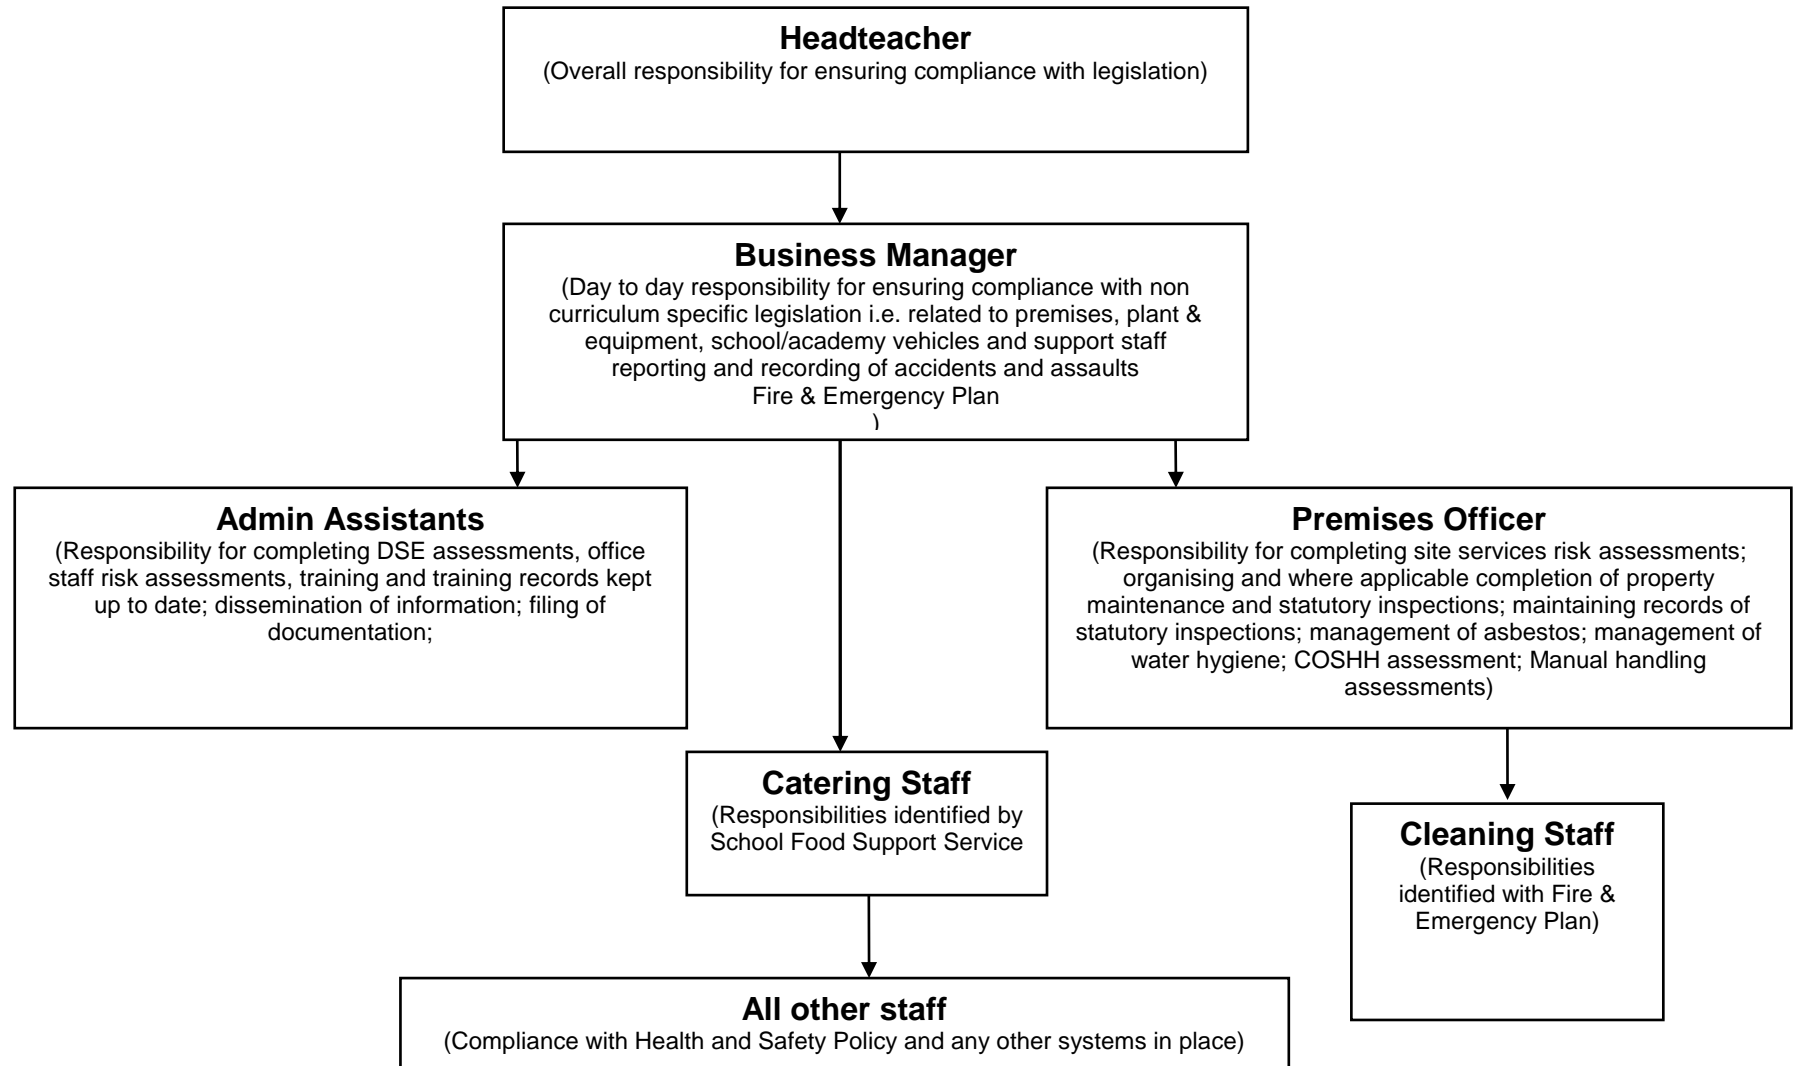 Headteacher
(Overall responsibility for ensuring compliance with legislation)
Business Manager
(Day to day responsibility for ensuring compliance with non
curriculum specific legislation i.e. related to premises, plant &
equipment, school/academy vehicles and support staff
reporting and recording of accidents and assaults
Fire & Emergency Plan
)
Admin Assistants
(Responsibility for completing DSE assessments, office
staff risk assessments, training and training records kept
up to date; dissemination of information; filing of
documentation;
Premises Officer
(Responsibility for completing site services risk assessments;
organising and where applicable completion of property
maintenance and statutory inspections; maintaining records of
statutory inspections; management of asbestos; management of
water hygiene; COSHH assessment; Manual handling
assessments)
Catering Staff
(Responsibilities identified by
School Food Support Service
Cleaning Staff
(Responsibilities
identified with Fire &
Emergency Plan)
All other staff
(Compliance with Health and Safety Policy and any other systems in place)